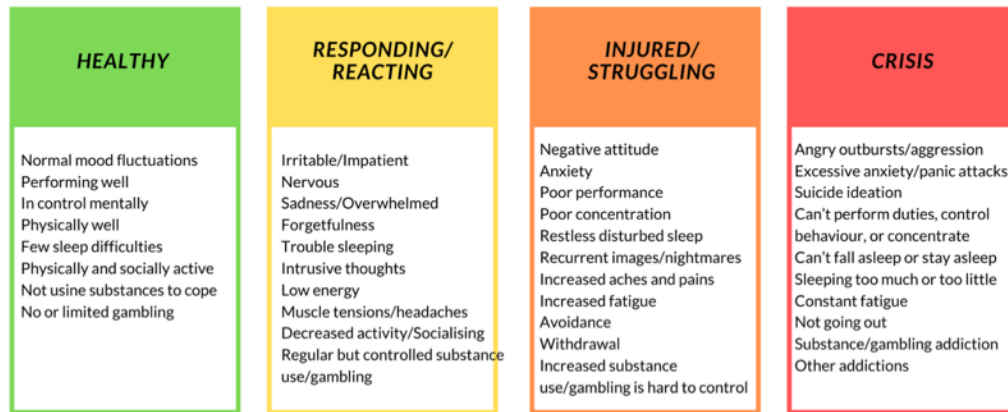 HEALTHY
Normal mood fluctuations
Performing well
In control mentally
Physically well
Few sleep difficulties
Physically and socially active
Not usine substances to cope
No or limited gambling
RESPONDING/
REACTING
Irritable/Impatient
Nervous
Sadness/Overwhelmed
Forgetfulness
Trouble sleeping
Intrusive thoughts
Low energy
Muscle tensions/headaches
Decreased activity/Socialising
Regular but controlled substance
use/gambling
INJURED/
STRUGGLING
Negative attitude
Anxiety
Poor performance
Poor concentration
Restless disturbed sleep
Recurrent images/nightmares
Increased aches and pains
Increased fatigue
Avoidance
Withdrawal
Increased substance
use/gambling is hard to control
CRISIS
Angry outbursts/aggression
Excessive anxiety/panic attacks
Suicide ideation
Can't perform duties, control
behaviour, or concentrate
Can't fall asleep or stay asleep
Sleeping too much or too little
Constant fatigue
Not going out
Substance/gambling addiction
Other addictions